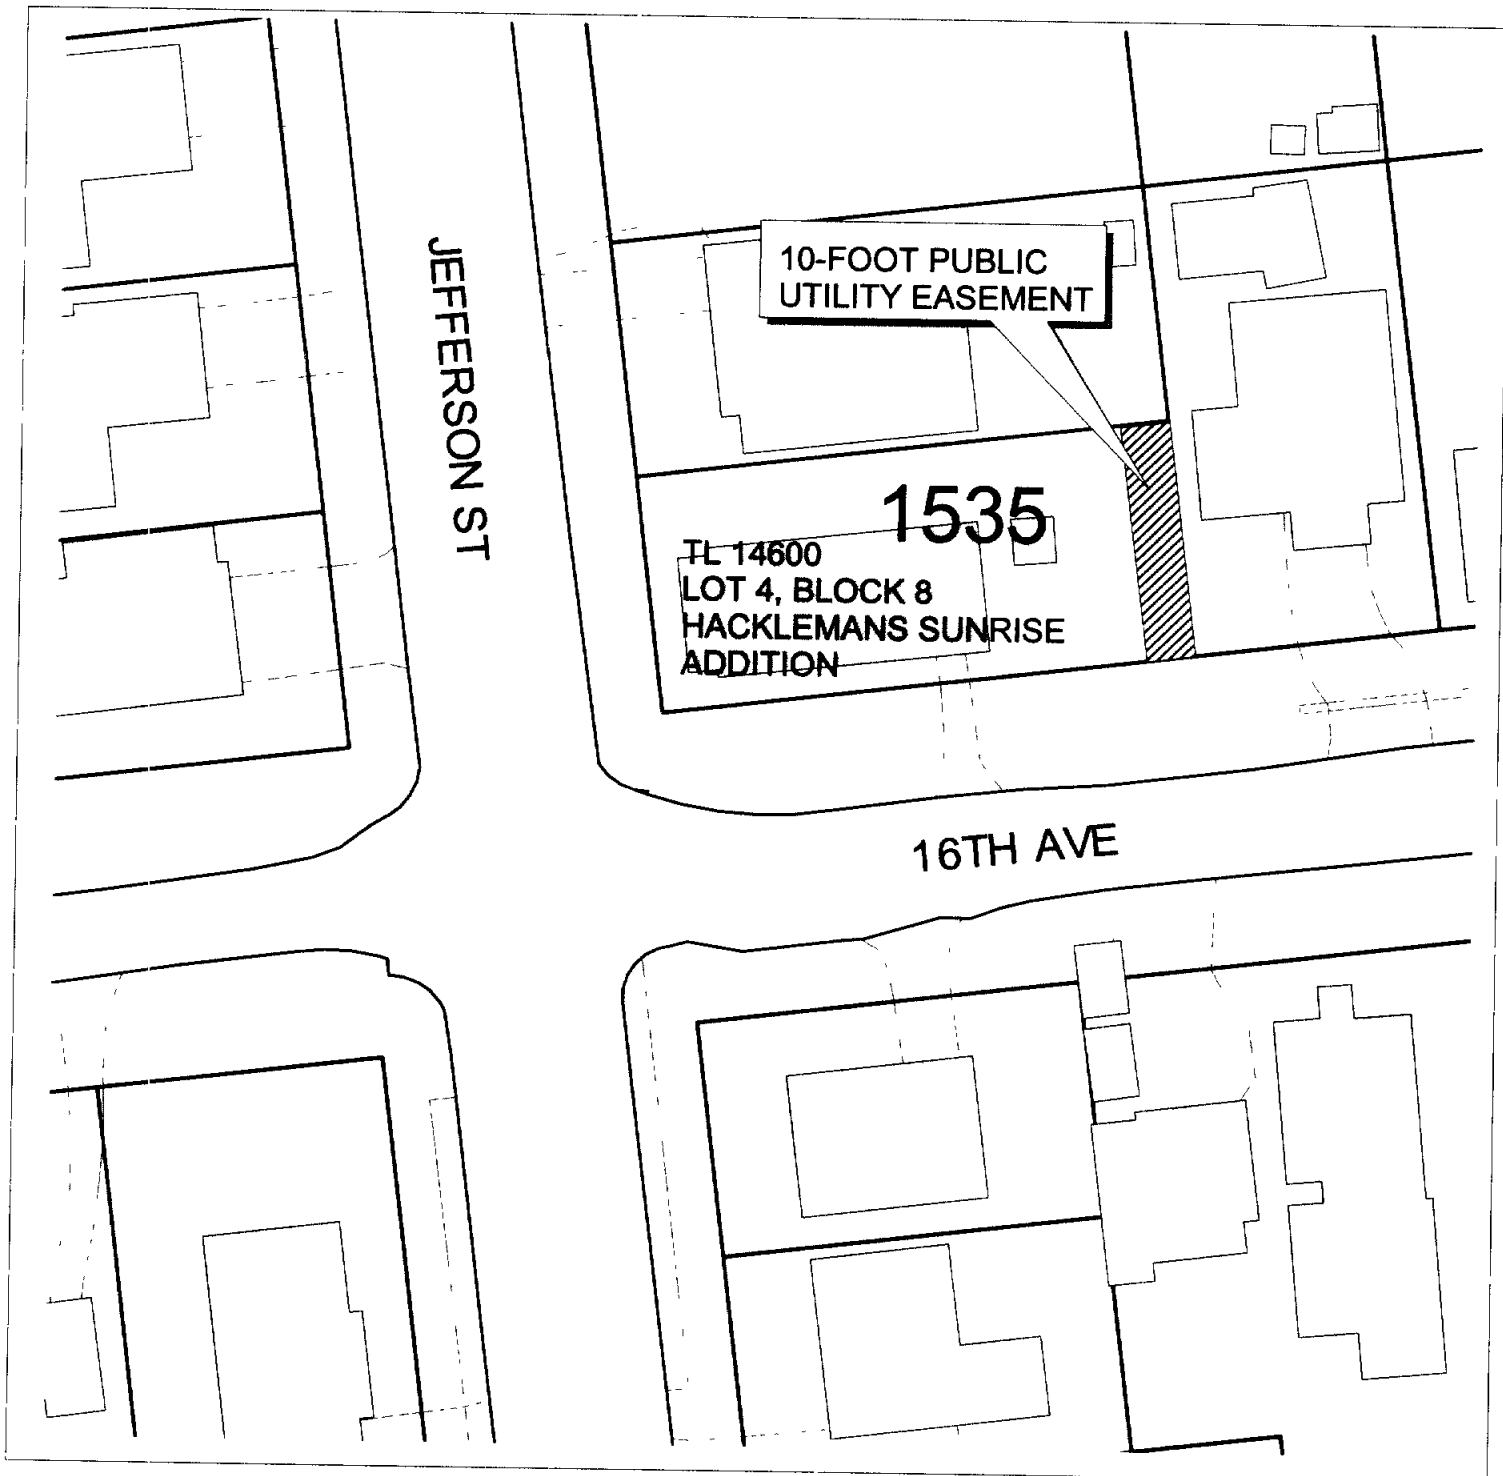 10-FOOT PUBLIC
UTILITY EASEMENT
JEFFERSON ST
1535
TL 14600
LOT 4, BLOCK 8
HACKLEMANS SUNRISE
ADDITION
16TH AVE